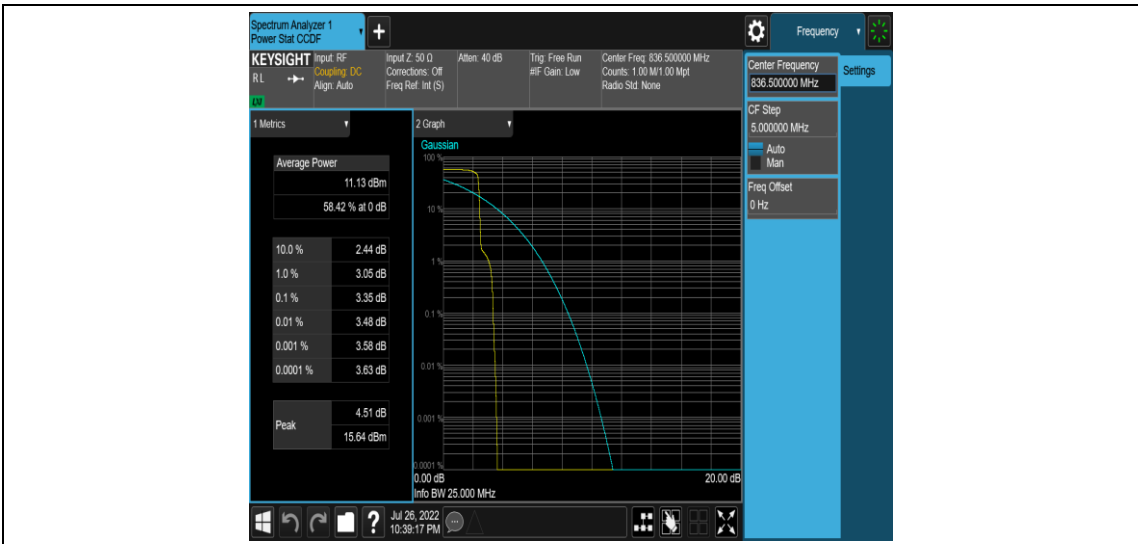 Spectrum Analyzer 1
Power Stat CCDF
+
Frequency
KEYSIGHT
RL
LXI
Input: RF
Coupling: DC
Align: Auto
Input Z: 50 Ω
Corrections: Off
Freq Ref: Int (S)
Atten: 40 dB
Trig: Free Run
#IF Gain: Low
Center Freq: 836.500000 MHz
Counts: 1.00 M/1.00 Mpt
Radio Std: None
Center Frequency
836.500000 MHz
Settings
CF Step
5.000000 MHz
Auto
Man
Freq Offset
0 Hz
1 Metrics
Average Power
11.13 dBm
58.42 % at 0 dB
10.0 % 2.44 dB
1.0 % 3.05 dB
0.1 % 3.35 dB
0.01 % 3.48 dB
0.001 % 3.58 dB
0.0001 % 3.63 dB
Peak
4.51 dB
15.64 dBm
2 Graph
Gaussian
100 %
10 %
1 %
0.1 %
0.01 %
0.001 %
0.0001 %
0.00 dB 20.00 dB
Info BW 25.000 MHz
?
Jul 26, 2022
10:39:17 PM